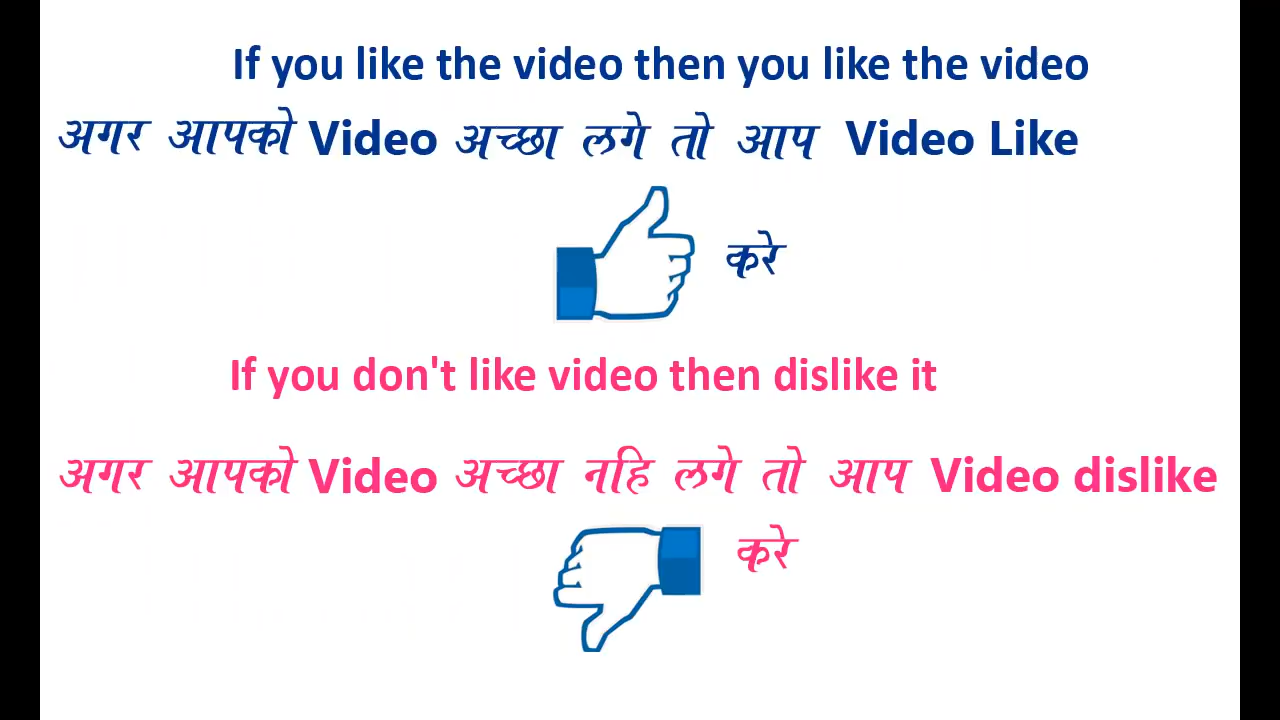 If you like the video then you like the video
अगर आपको Video अच्छा लगे तो आप Video Like
करे
If you don't like video then dislike it
अगर आपको Video अच्छा नहि लगे तो आप Video dislike
करे